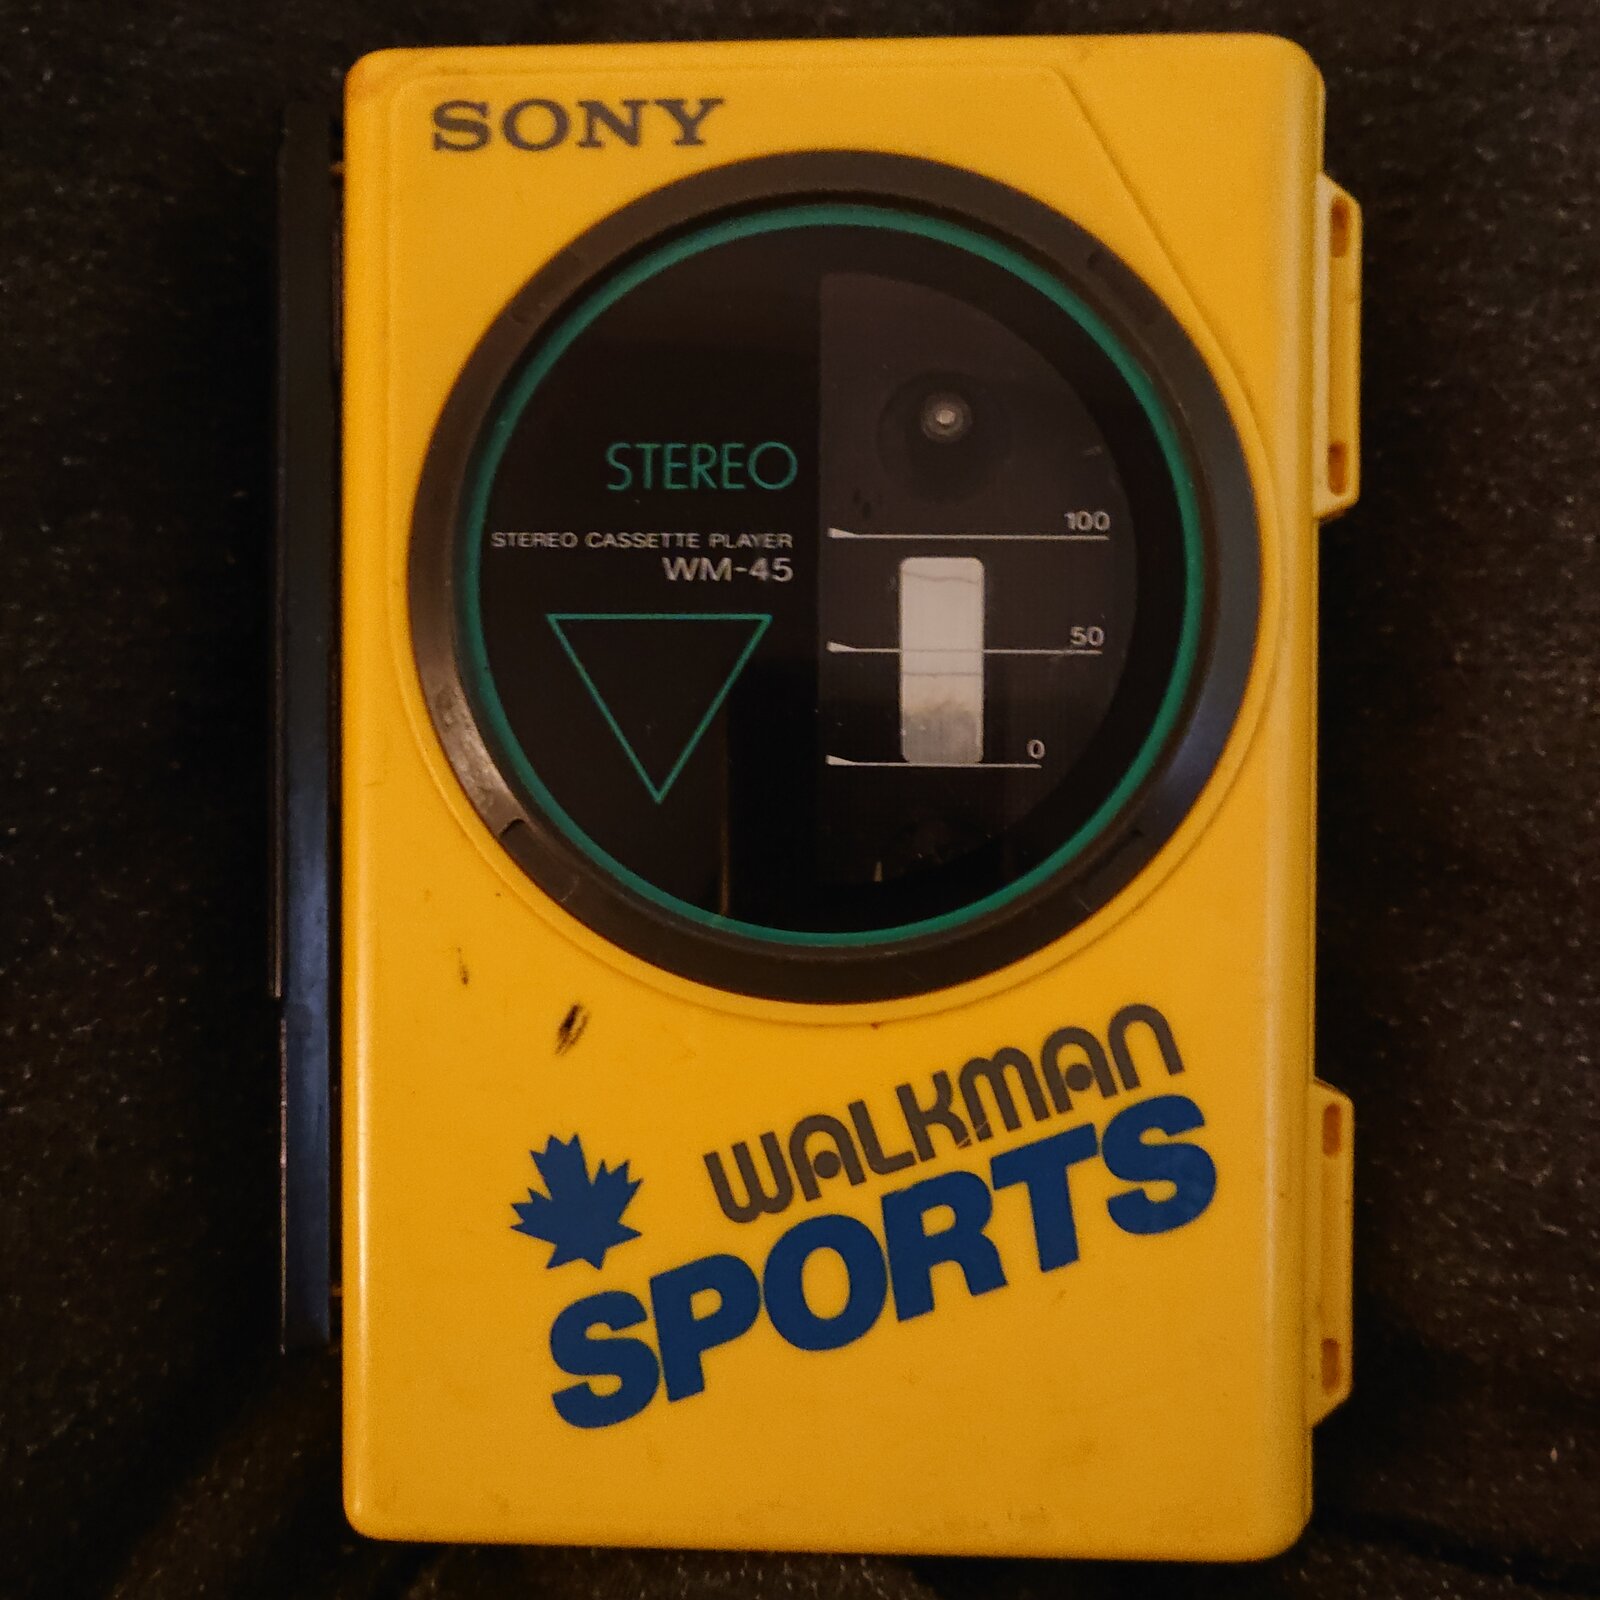 SONY
STEREO
STEREO CASSETTE PLAYER
WM-45
100
50
0
WALKMAN
SPORTS